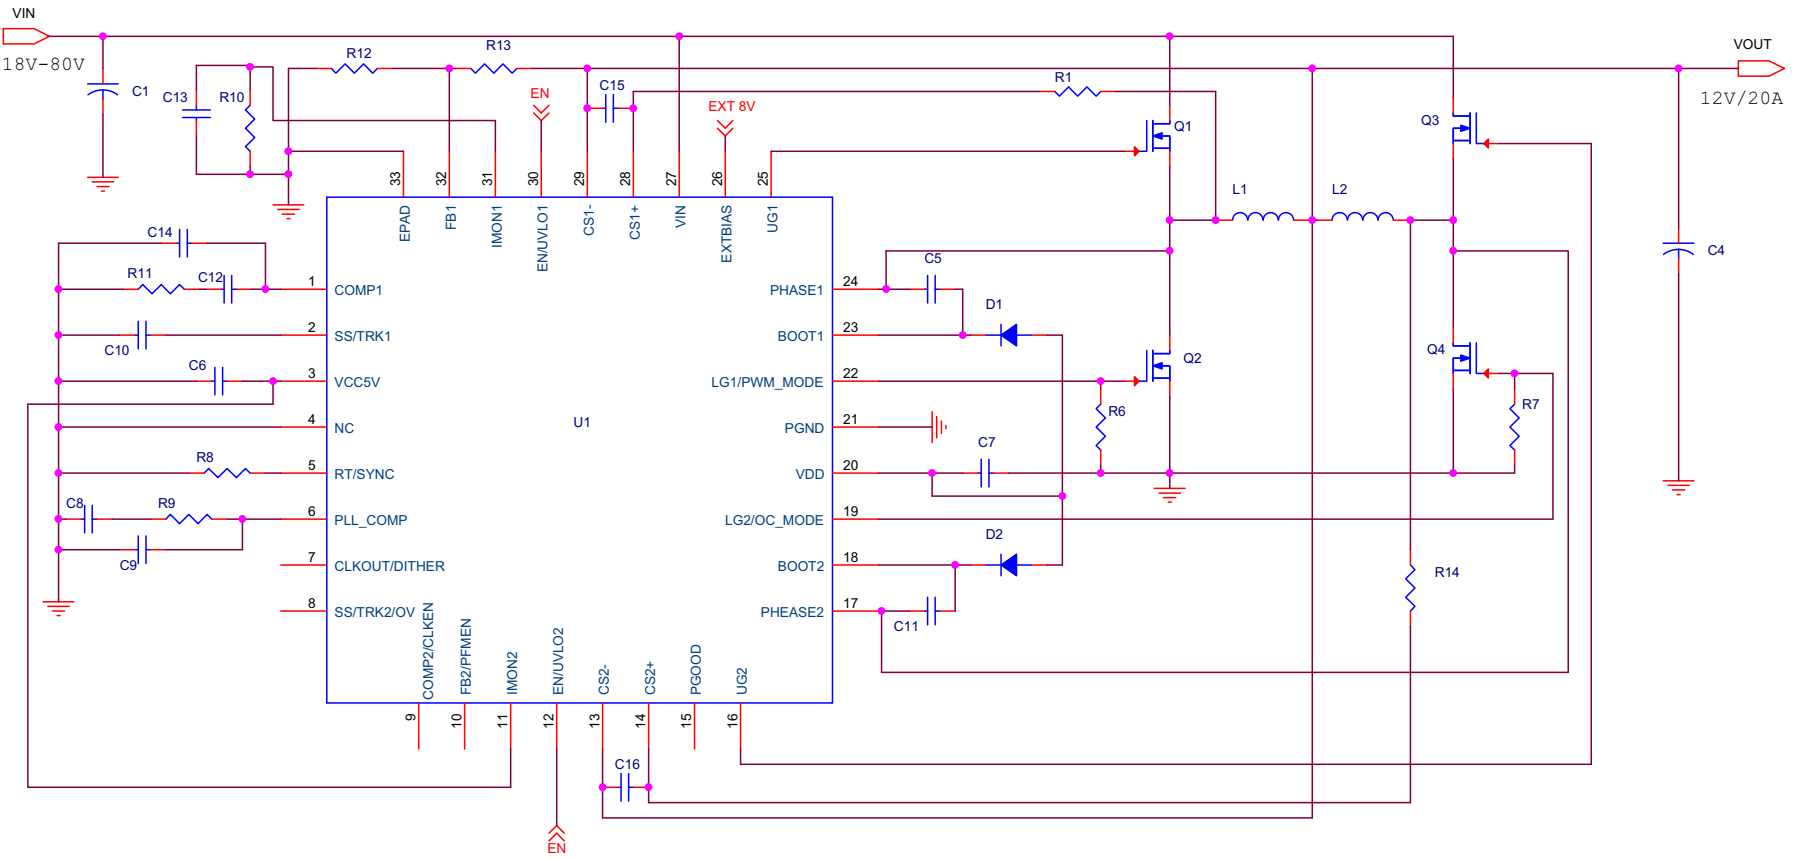 VIN
18V-80V
C1
C13
R10
R12
R13
C15
EN
EXT 8V
R1
VOUT
12V/20A
Q1
Q3
L1
L2
C4
33
32
31
30
29
28
27
26
25
EPAD
FB1
IMON1
EN/UVLO1
CS1-
CS1+
VIN
EXTBIAS
UG1
C14
R11
C12
1
COMP1
C10
2
SS/TRK1
C6
3
VCC5V
4
NC
R8
5
RT/SYNC
C8
R9
6
PLL_COMP
C9
7
CLKOUT/DITHER
8
SS/TRK2/OV
U1
PHASE1
24
C5
D1
BOOT1
23
LG1/PWM_MODE
22
Q2
R6
Q4
R7
PGND
21
C7
VDD
20
LG2/OC_MODE
19
D2
BOOT2
18
R14
PHEASE2
17
C11
COMP2/CLKEN
FB2/PFMEN
IMON2
EN/UVLO2
CS2-
CS2+
PGOOD
UG2
9
10
11
12
13
14
15
16
C16
EN